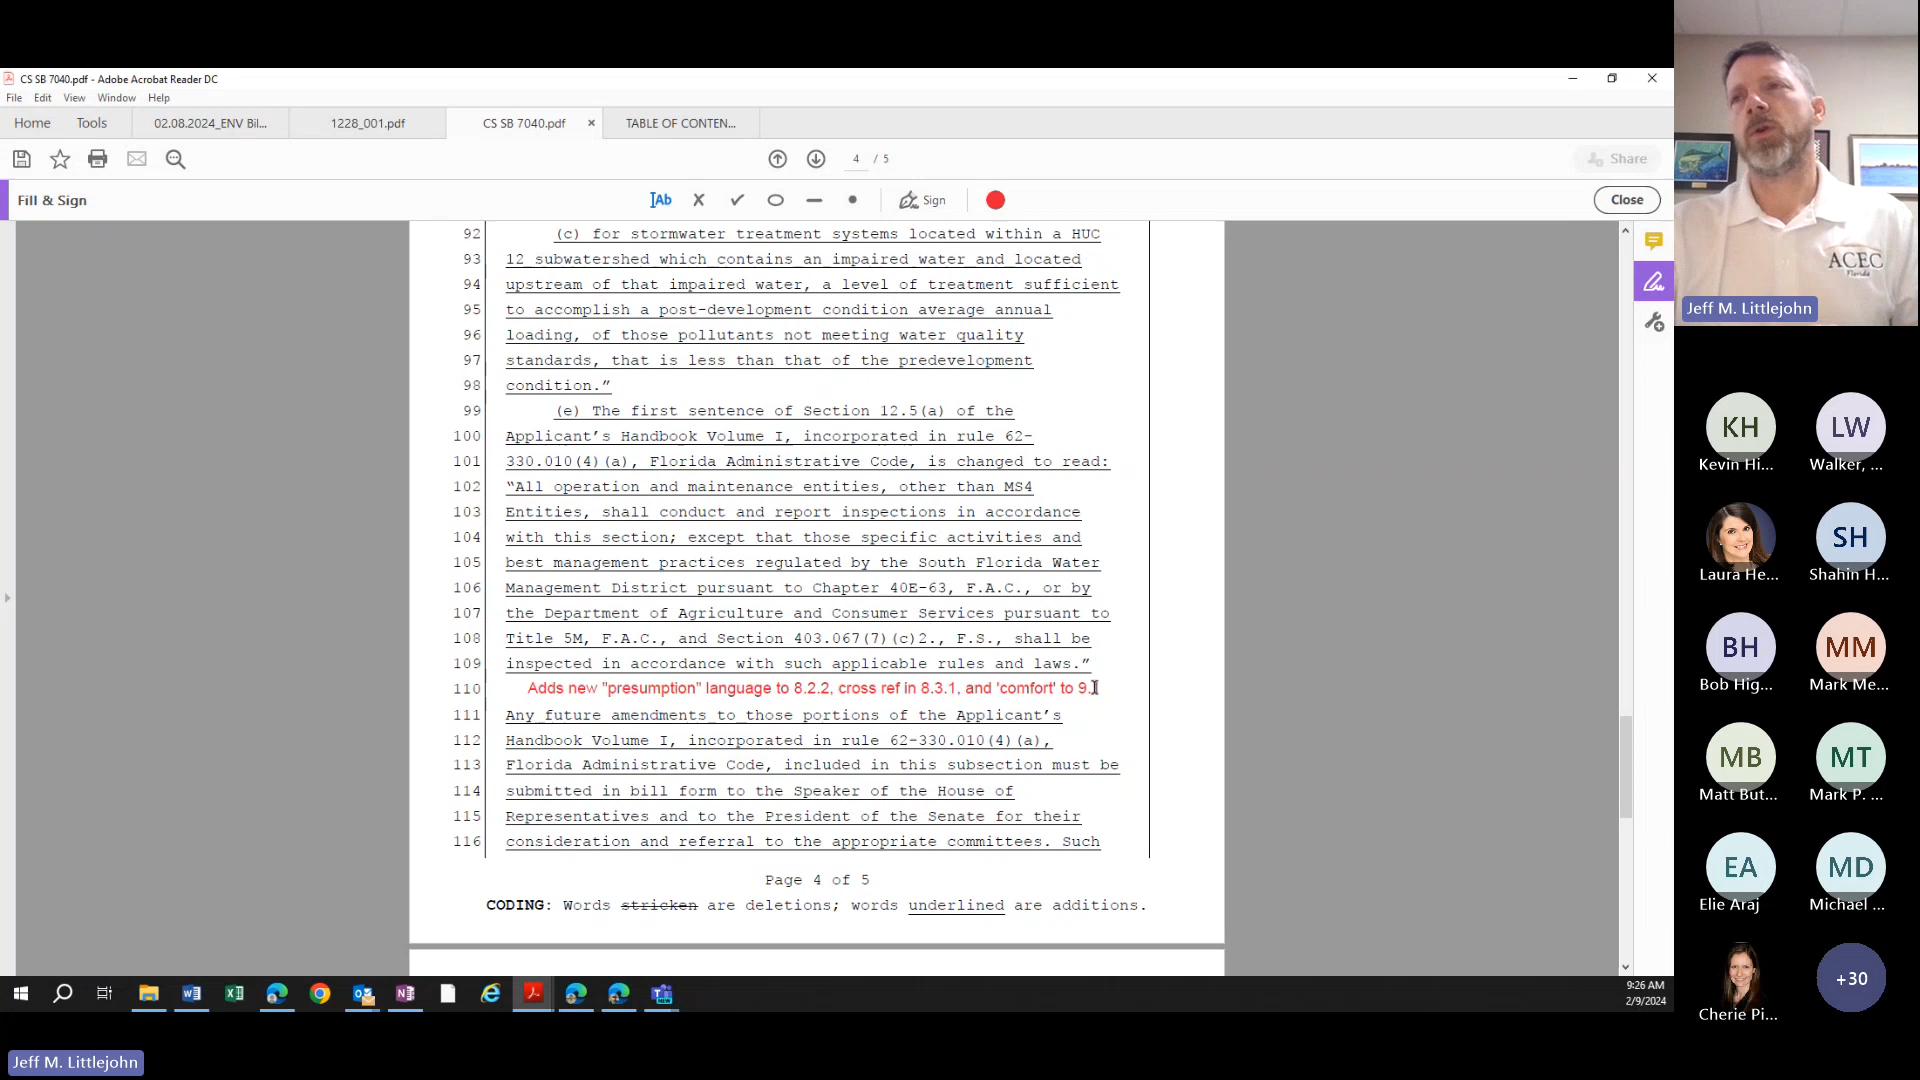 CS SB 7040.pdf - Adobe Acrobat Reader DC
File Edit View Window Help
Home Tools 02.08.2024_ENV Bil... 1228_001.pdf CS SB 7040.pdf × TABLE OF CONTEN...
4 / 5
Share
Fill & Sign
IAb Sign Close
92 (c) for stormwater treatment systems located within a HUC
93 12 subwatershed which contains an impaired water and located
94 upstream of that impaired water, a level of treatment sufficient
95 to accomplish a post-development condition average annual
96 loading, of those pollutants not meeting water quality
97 standards, that is less than that of the predevelopment
98 condition.”
99 (e) The first sentence of Section 12.5(a) of the
100 Applicant’s Handbook Volume I, incorporated in rule 62-
101 330.010(4)(a), Florida Administrative Code, is changed to read:
102 “All operation and maintenance entities, other than MS4
103 Entities, shall conduct and report inspections in accordance
104 with this section; except that those specific activities and
105 best management practices regulated by the South Florida Water
106 Management District pursuant to Chapter 40E-63, F.A.C., or by
107 the Department of Agriculture and Consumer Services pursuant to
108 Title 5M, F.A.C., and Section 403.067(7)(c)2., F.S., shall be
109 inspected in accordance with such applicable rules and laws.”
110 Adds new "presumption" language to 8.2.2, cross ref in 8.3.1, and 'comfort' to 9.
111 Any future amendments to those portions of the Applicant’s
112 Handbook Volume I, incorporated in rule 62-330.010(4)(a),
113 Florida Administrative Code, included in this subsection must be
114 submitted in bill form to the Speaker of the House of
115 Representatives and to the President of the Senate for their
116 consideration and referral to the appropriate committees. Such
Page 4 of 5
CODING: Words stricken are deletions; words underlined are additions.
9:26 AM
2/9/2024
Jeff M. Littlejohn
ACEC
Florida
Jeff M. Littlejohn
KH LW
Kevin Hi... Walker, ...
SH
Laura He... Shahin H...
BH MM
Bob Hig... Mark Me...
MB MT
Matt But... Mark P. ...
EA MD
Elie Araj Michael ...
+30
Cherie Pi...